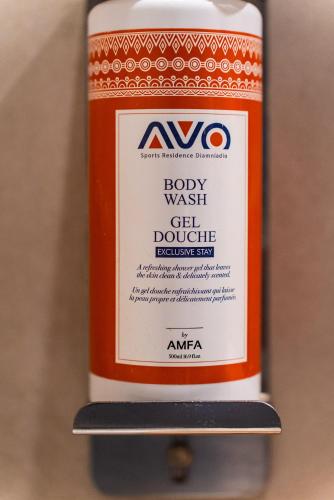 AVO
Sports Residence Diamniadio
BODY
WASH
GEL
DOUCHE
EXCLUSIVE STAY
A refreshing shower gel that leaves
the skin clean & delicately scented.
Un gel douche rafraichissant qui laisse
la peau propre et délicatement parfumée
by
AMFA
500ml 16.9 fl.oz